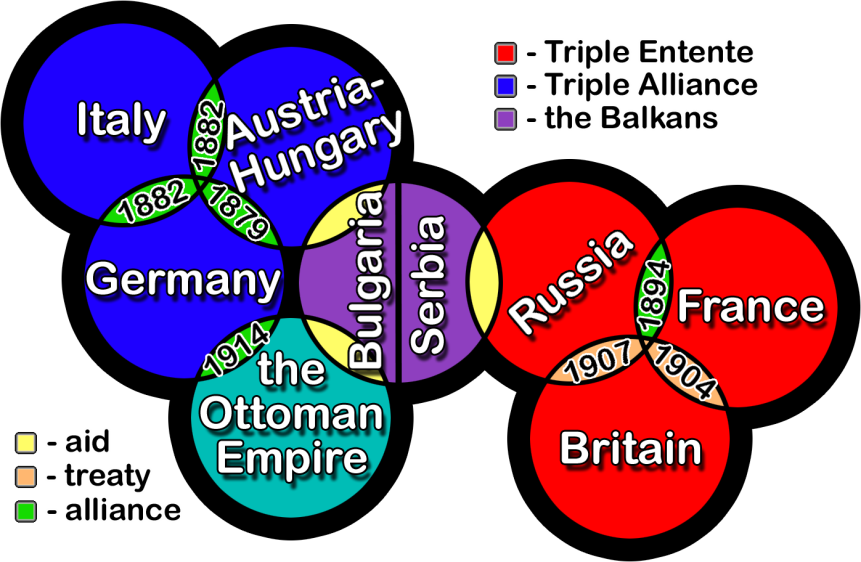 Italy
1882
Austria-
Hungary
1882
1879
Germany
1914
the
Ottoman
Empire
Bulgaria
Serbia
Russia
1894
France
1907
1904
Britain
- Triple Entente
- Triple Alliance
- the Balkans
- aid
- treaty
- alliance